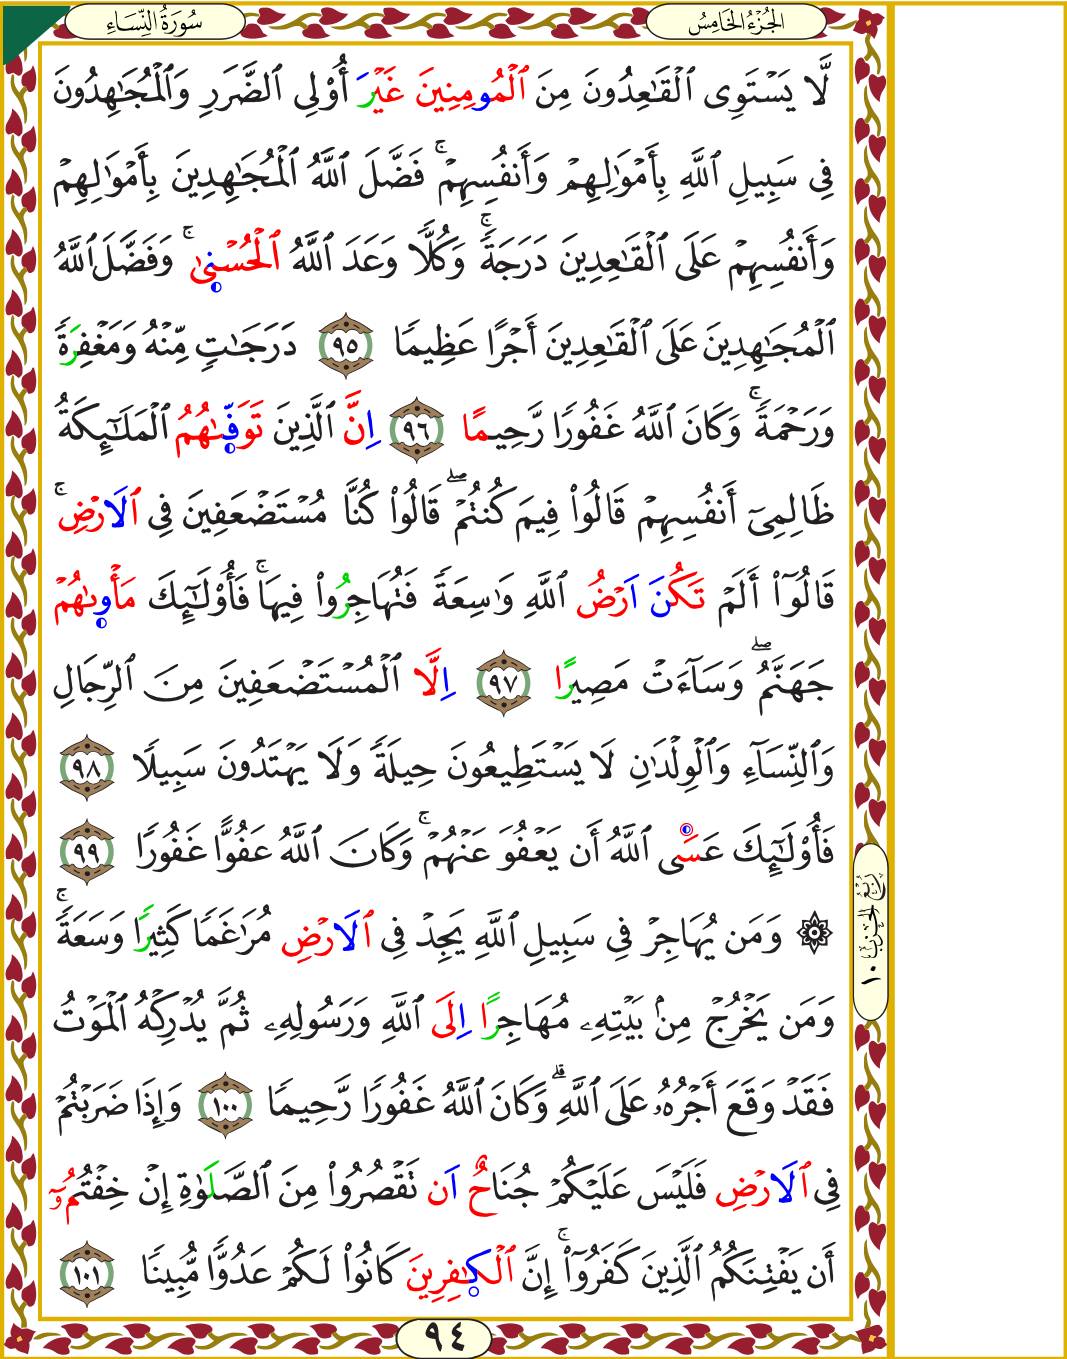 سُورَةُ النِّسَاءِ
الجُزْءُ الخَامِسُ
لَّا يَسْتَوِى ٱلْقَٰعِدُونَ مِنَ ٱلْمُومِنِينَ غَيْرَ أُوْلِى ٱلضَّرَرِ وَٱلْمُجَٰهِدُونَ
فِى سَبِيلِ ٱللَّهِ بِأَمْوَٰلِهِمْ وَأَنفُسِهِمْ ۚ فَضَّلَ ٱللَّهُ ٱلْمُجَٰهِدِينَ بِأَمْوَٰلِهِمْ
وَأَنفُسِهِمْ عَلَى ٱلْقَٰعِدِينَ دَرَجَةً ۚ وَكُلًّا وَعَدَ ٱللَّهُ ٱلْحُسْنىٰ ۚ وَفَضَّلَ ٱللَّهُ
ٱلْمُجَٰهِدِينَ عَلَى ٱلْقَٰعِدِينَ أَجْرًا عَظِيمًا ٩٥ دَرَجَٰتٍ مِّنْهُ وَمَغْفِرَةً
وَرَحْمَةً ۚ وَكَانَ ٱللَّهُ غَفُورًا رَّحِيمًا ٩٦ اِنَّ ٱلَّذِينَ تَوَفّىٰهُمُ ٱلْمَلَٰٓئِكَةُ
ظَالِمِىٓ أَنفُسِهِمْ قَالُوا۟ فِيمَ كُنتُمْ ۖ قَالُوا۟ كُنَّا مُسْتَضْعَفِينَ فِى ٱلَارْضِ ۚ
قَالُوٓا۟ أَلَمْ تَكُنَ اَرْضُ ٱللَّهِ وَٰسِعَةً فَتُهَاجِرُوا۟ فِيهَا ۚ فَأُو۟لَٰٓئِكَ مَأْوىٰهُمْ
جَهَنَّمُ ۖ وَسَآءَتْ مَصِيرًا ٩٧ اِلَّا ٱلْمُسْتَضْعَفِينَ مِنَ ٱلرِّجَالِ
وَٱلنِّسَآءِ وَٱلْوِلْدَٰنِ لَا يَسْتَطِيعُونَ حِيلَةً وَلَا يَهْتَدُونَ سَبِيلًا ٩٨
فَأُو۟لَٰٓئِكَ عَسَى ٱللَّهُ أَن يَعْفُوَ عَنْهُمْ ۚ وَكَانَ ٱللَّهُ عَفُوًّا غَفُورًا ٩٩
۞ وَمَن يُهَاجِرْ فِى سَبِيلِ ٱللَّهِ يَجِدْ فِى ٱلَارْضِ مُرَٰغَمًا كَثِيرًا وَسَعَةً ۚ
وَمَن يَخْرُجْ مِنۢ بَيْتِهِۦ مُهَاجِرًا اِلَى ٱللَّهِ وَرَسُولِهِۦ ثُمَّ يُدْرِكْهُ ٱلْمَوْتُ
فَقَدْ وَقَعَ أَجْرُهُۥ عَلَى ٱللَّهِ ۗ وَكَانَ ٱللَّهُ غَفُورًا رَّحِيمًا ١٠٠ وَإِذَا ضَرَبْتُمْ
فِى ٱلَارْضِ فَلَيْسَ عَلَيْكُمْ جُنَاحٌ اَن تَقْصُرُوا۟ مِنَ ٱلصَّلَوٰةِ إِنْ خِفْتُمُۥٓ
أَن يَفْتِنَكُمُ ٱلَّذِينَ كَفَرُوٓا۟ ۚ إِنَّ ٱلْكٰفِرِينَ كَانُوا۟ لَكُمْ عَدُوًّا مُّبِينًا ١٠١
رُبْعُ الحِزْبِ ١٠
٩٤